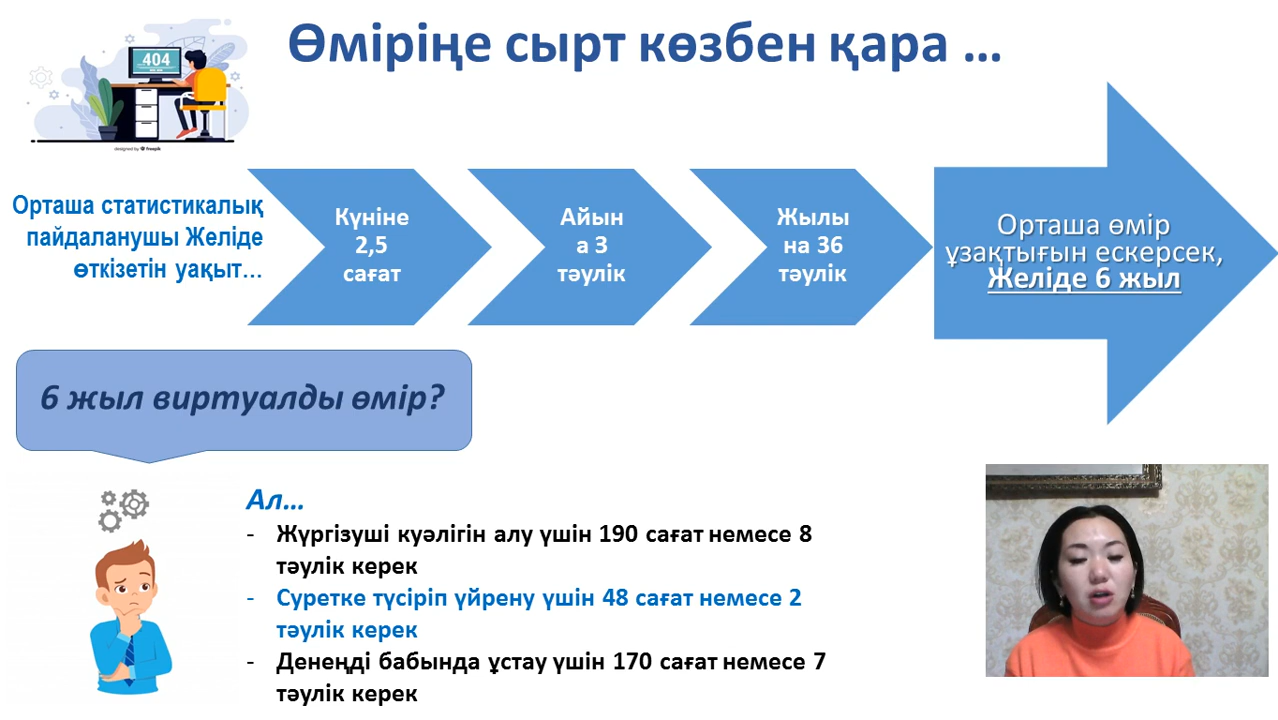 Өміріңе сырт көзбен қара ...
404
designed by freepik
Орташа статистикалық
пайдаланушы Желіде
өткізетін уақыт...
Күніне
2,5
сағат
Айын
а 3
тәулік
Жылы
на 36
тәулік
Орташа өмір
ұзақтығын ескерсек,
Желіде 6 жыл
6 жыл виртуалды өмір?
Ал...
- Жүргізуші куәлігін алу үшін 190 сағат немесе 8
тәулік керек
- Суретке түсіріп үйрену үшін 48 сағат немесе 2
тәулік керек
- Денеңді бабында ұстау үшін 170 сағат немесе 7
тәулік керек